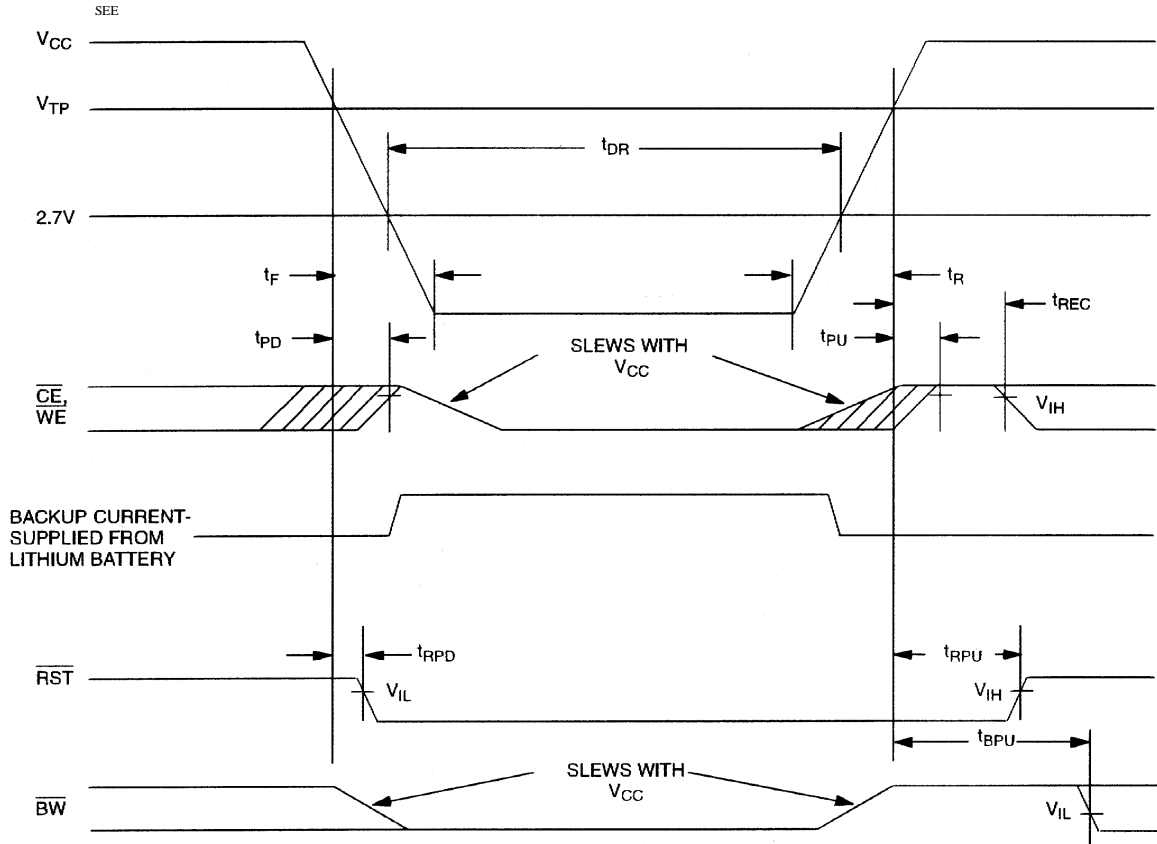 SEE
VCC
VTP
tDR
2.7V
tF
tR
tREC
tPD
tPU
SLEWS WITH
VCC
CE,
WE
VIH
BACKUP CURRENT-
SUPPLIED FROM
LITHIUM BATTERY
tRPD
tRPU
RST
VIL
VIH
tBPU
SLEWS WITH
VCC
BW
VIL